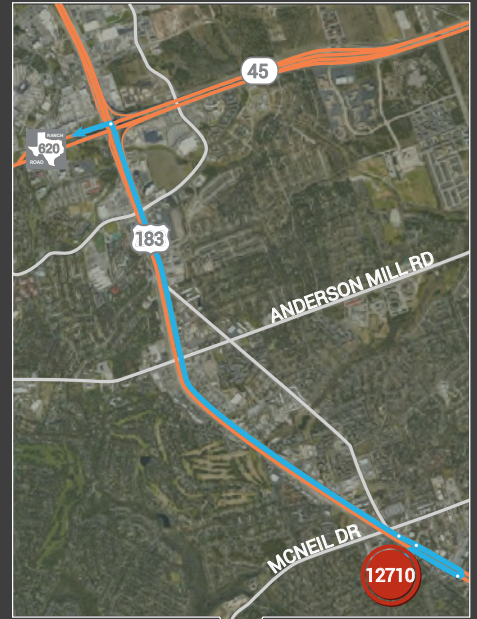 45
RANCH
620
ROAD
183
ANDERSON MILL RD
MCNEIL DR
12710